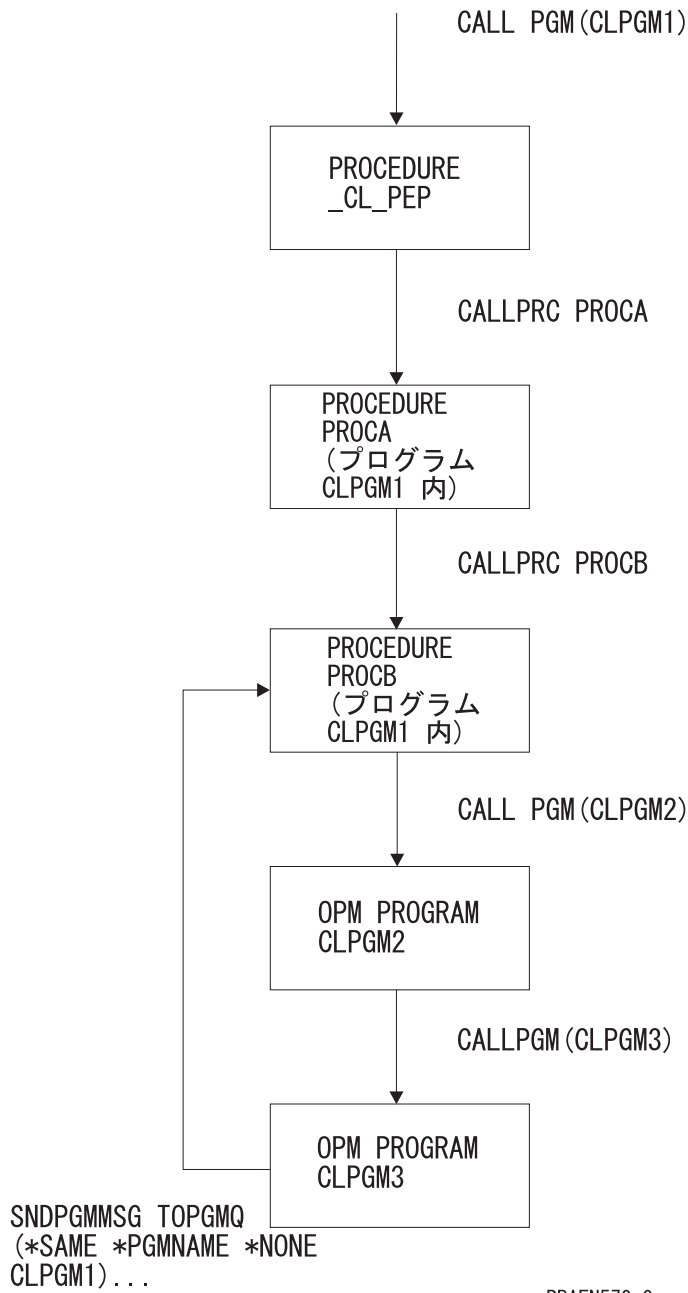 CALL PGM(CLPGM1)
PROCEDURE
_CL_PEP
CALLPRC PROCA
PROCEDURE
PROCA
(プログラム
CLPGM1 内)
CALLPRC PROCB
PROCEDURE
PROCB
(プログラム
CLPGM1 内)
CALL PGM(CLPGM2)
OPM PROGRAM
CLPGM2
CALLPGM(CLPGM3)
OPM PROGRAM
CLPGM3
SNDPGMMSG TOPGMQ
(*SAME *PGMNAME *NONE
CLPGM1)...